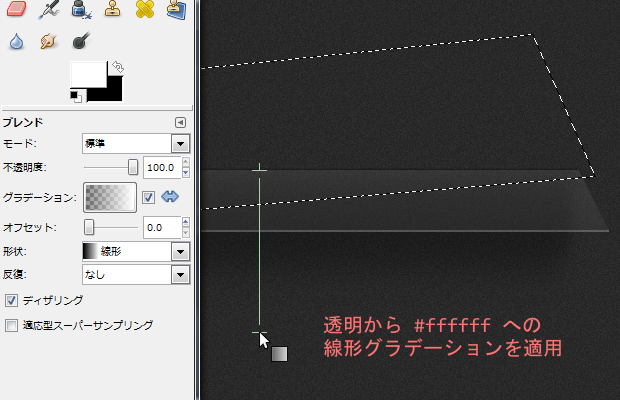 ブレンド
モード: 標準
不透明度: 100.0
グラデーション:
オフセット: 0.0
形状: 線形
反復: なし
ディザリング
適応型スーパーサンプリング
透明から #ffffff への
線形グラデーションを適用